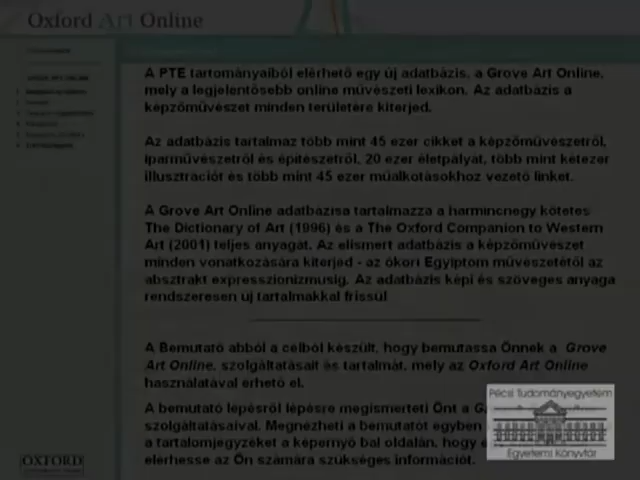 Oxford Art Online
A PTE tartományaiból elérhető egy új adatbázis, a Grove Art Online,
mely a legjelentősebb online művészeti lexikon. Az adatbázis a
képzőművészet minden területére kiterjed.
Az adatbázis tartalmaz több mint 45 ezer cikket a képzőművészetről,
iparművészetről és építészetről, 20 ezer életpályát, több mint kétezer
illusztrációt és több mint 45 ezer műalkotásokhoz vezető linket.
A Grove Art Online adatbázisa tartalmazza a harmincnegy kötetes
The Dictionary of Art (1996) és a The Oxford Companion to Western
Art (2001) teljes anyagát. Az elismert adatbázis a képzőművészet
minden vonatkozására kiterjed - az ókori Egyiptom művészetétől az
absztrakt expresszionizmusig. Az adatbázis képi és szöveges anyaga
rendszeresen új tartalmakkal frissül
A Bemutató abból a célból készült, hogy bemutassa Önnek a Grove
Art Online, szolgáltatásait és tartalmát, mely az Oxford Art Online
használatával érhető el.
A bemutató lépésről lépésre megismerteti Önt a G
szolgáltatásaival. Megnézheti a bemutatót egyben
a tartalomjegyzéket a képernyő bal oldalán, hogy e
elérhesse az Ön számára szükséges információt.
Pécsi Tudományegyetem
Egyetemi Könyvtár
OXFORD